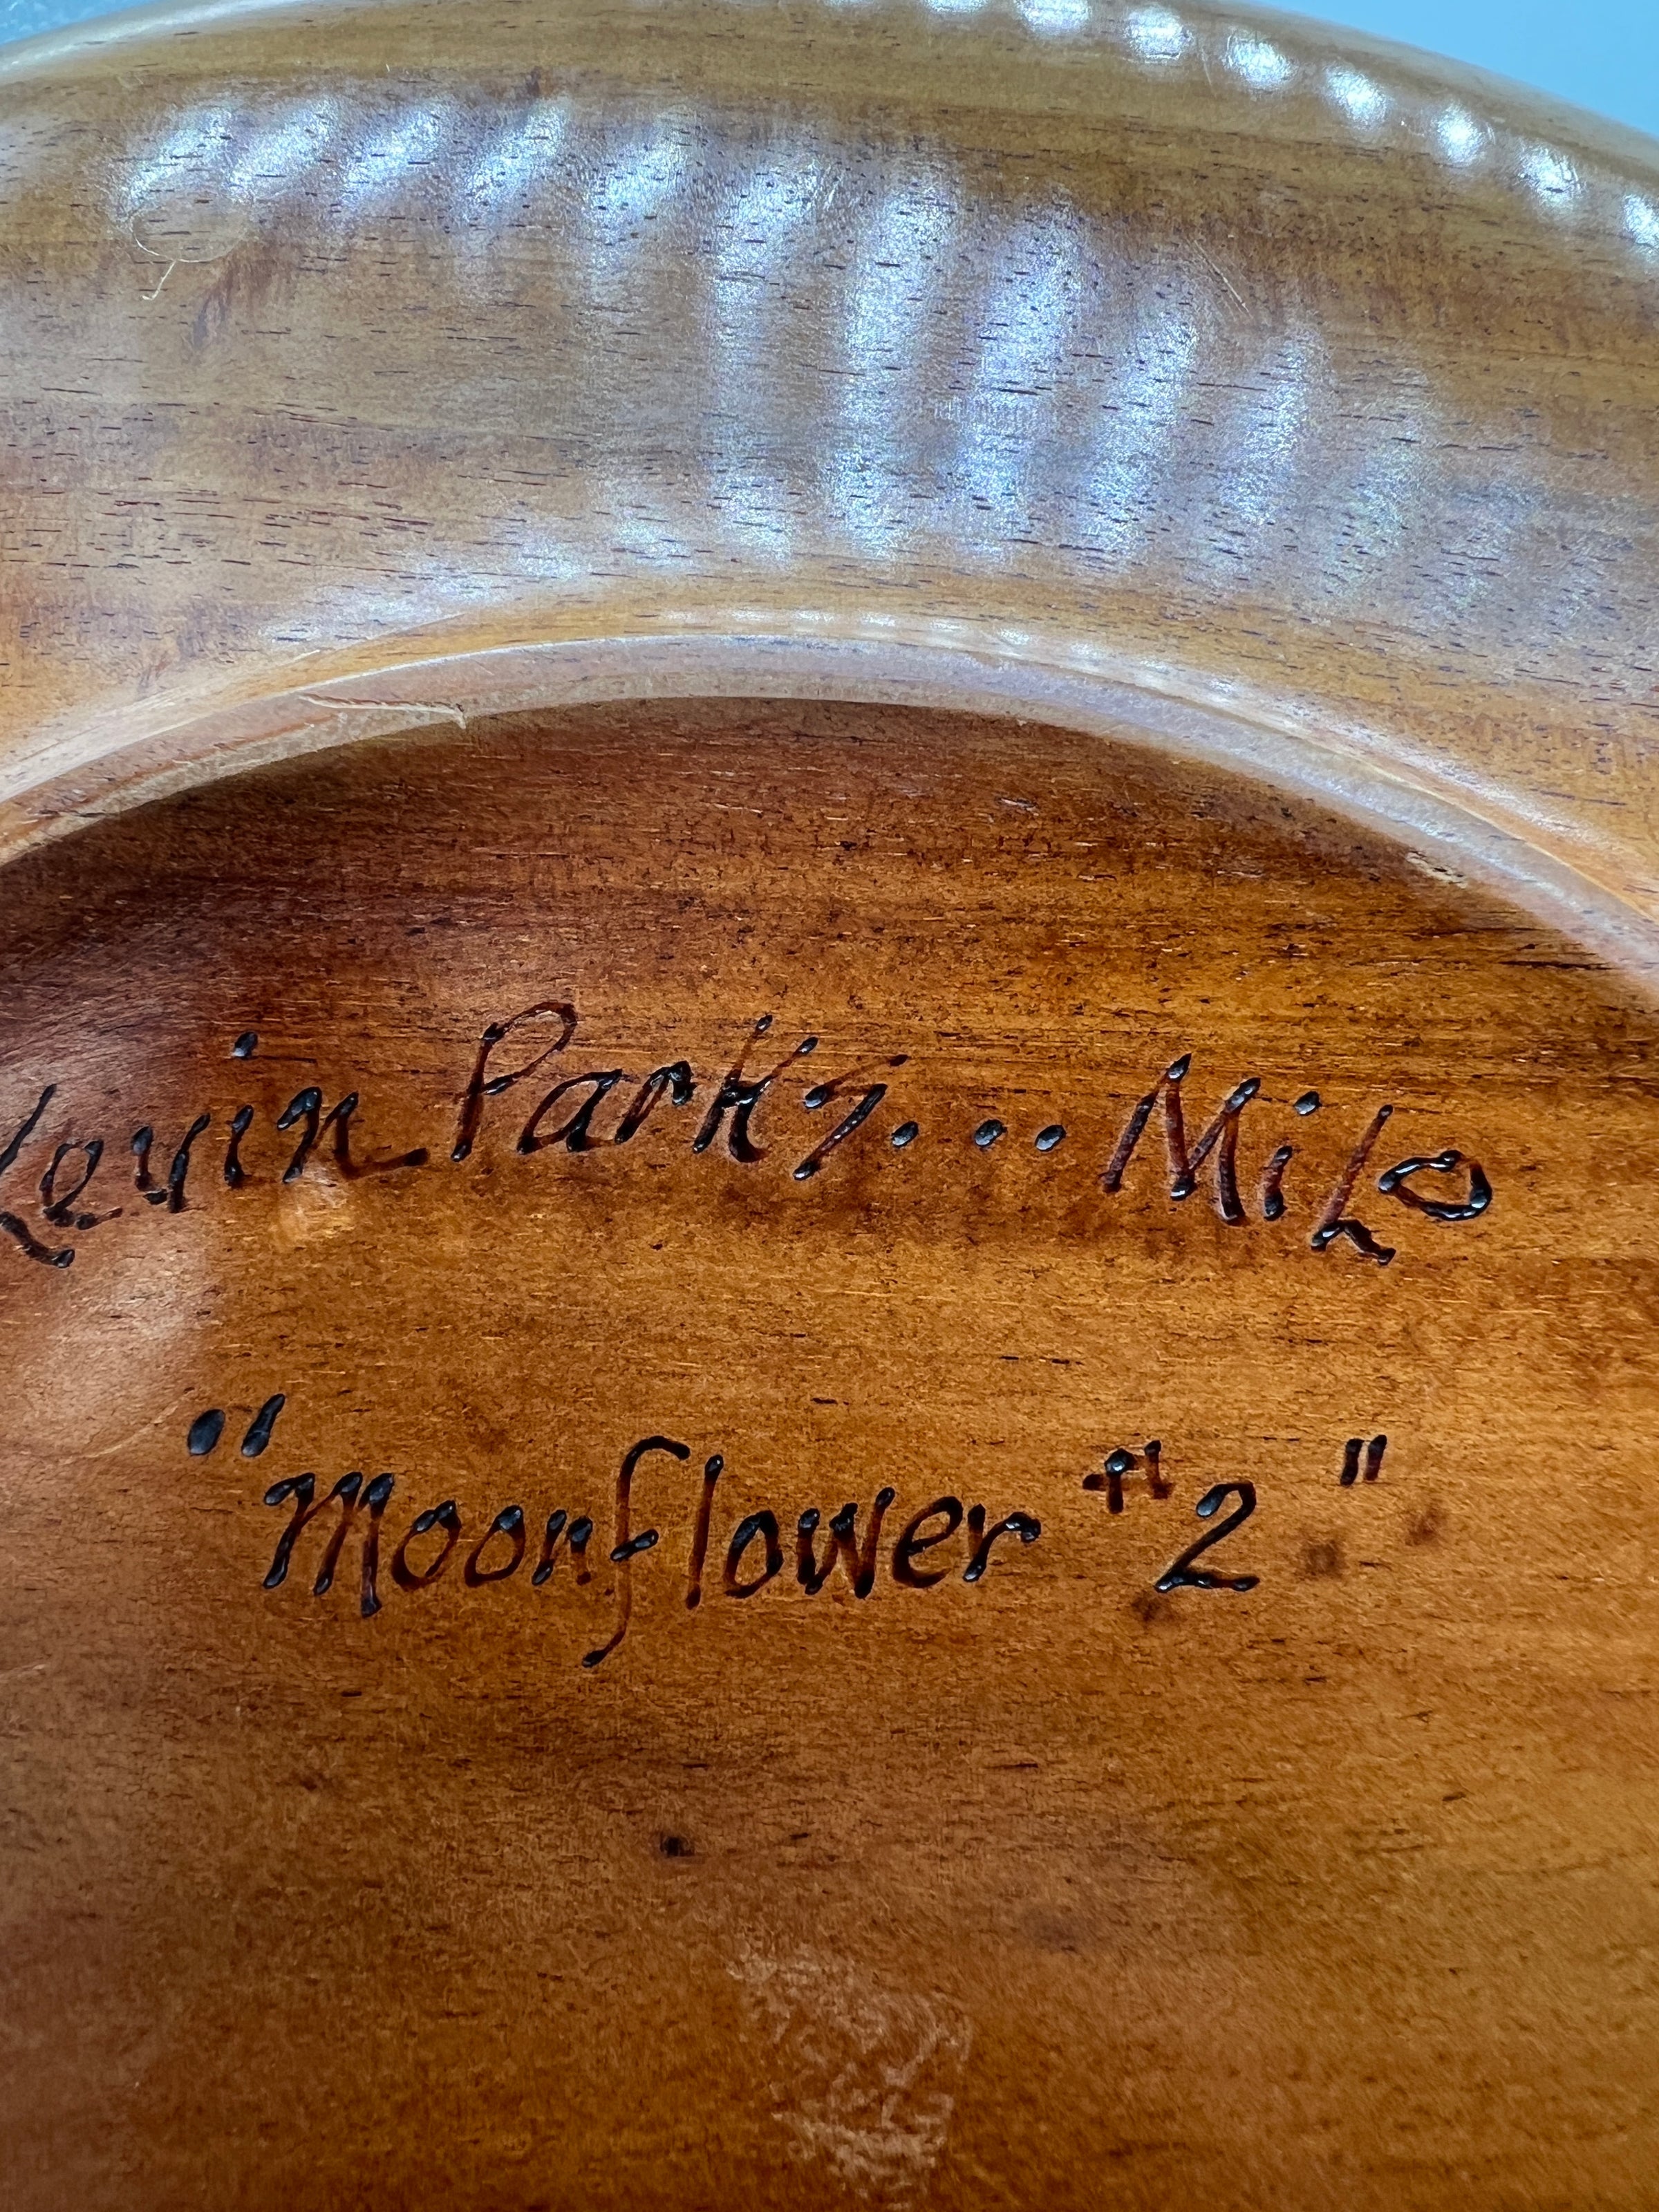 Kevin Parks.... Milo
"Moonflower #2"